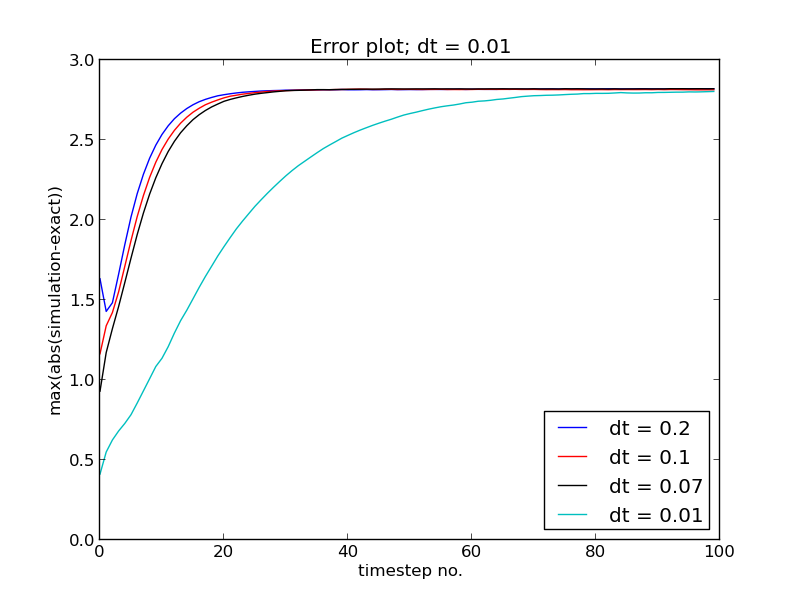 Error plot; dt = 0.01
max(abs(simulation-exact))
3.0
2.5
2.0
1.5
1.0
0.5
0.0
0 20 40 60 80 100
timestep no.
dt = 0.2
dt = 0.1
dt = 0.07
dt = 0.01